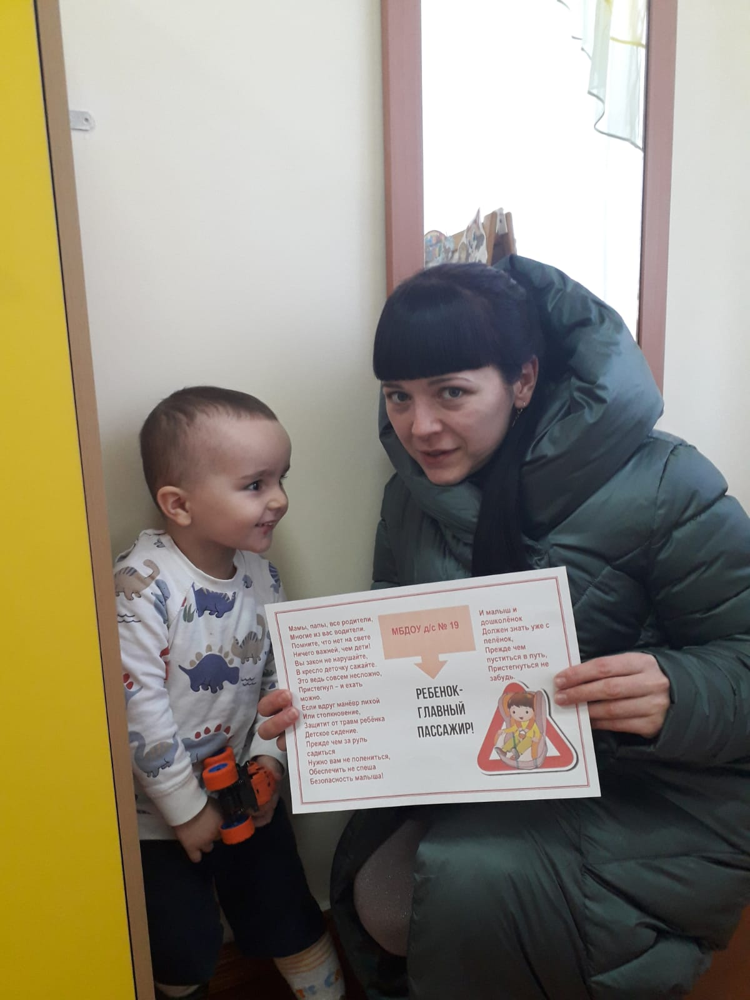 Мамы, папы, все родители,
Многие из вас водители.
Помните, что нет на свете
Ничего важней, чем дети!
Вы закон не нарушайте,
В кресло деточку сажайте.
Это ведь совсем несложно,
Пристегнул – и ехать
можно.
Если вдруг манёвр лихой
Или столкновение,
Защитит от травм ребёнка
Детское сидение.
Прежде чем за руль
садиться
Нужно вам не полениться,
Обеспечить не спеша
Безопасность малыша!
МБДОУ д/с № 19
РЕБЕНОК-
ГЛАВНЫЙ
ПАССАЖИР!
И малыш и
дошколёнок
Должен знать уже с
пелёнок,
Прежде чем
пуститься в путь,
Пристегнуться не
забудь.